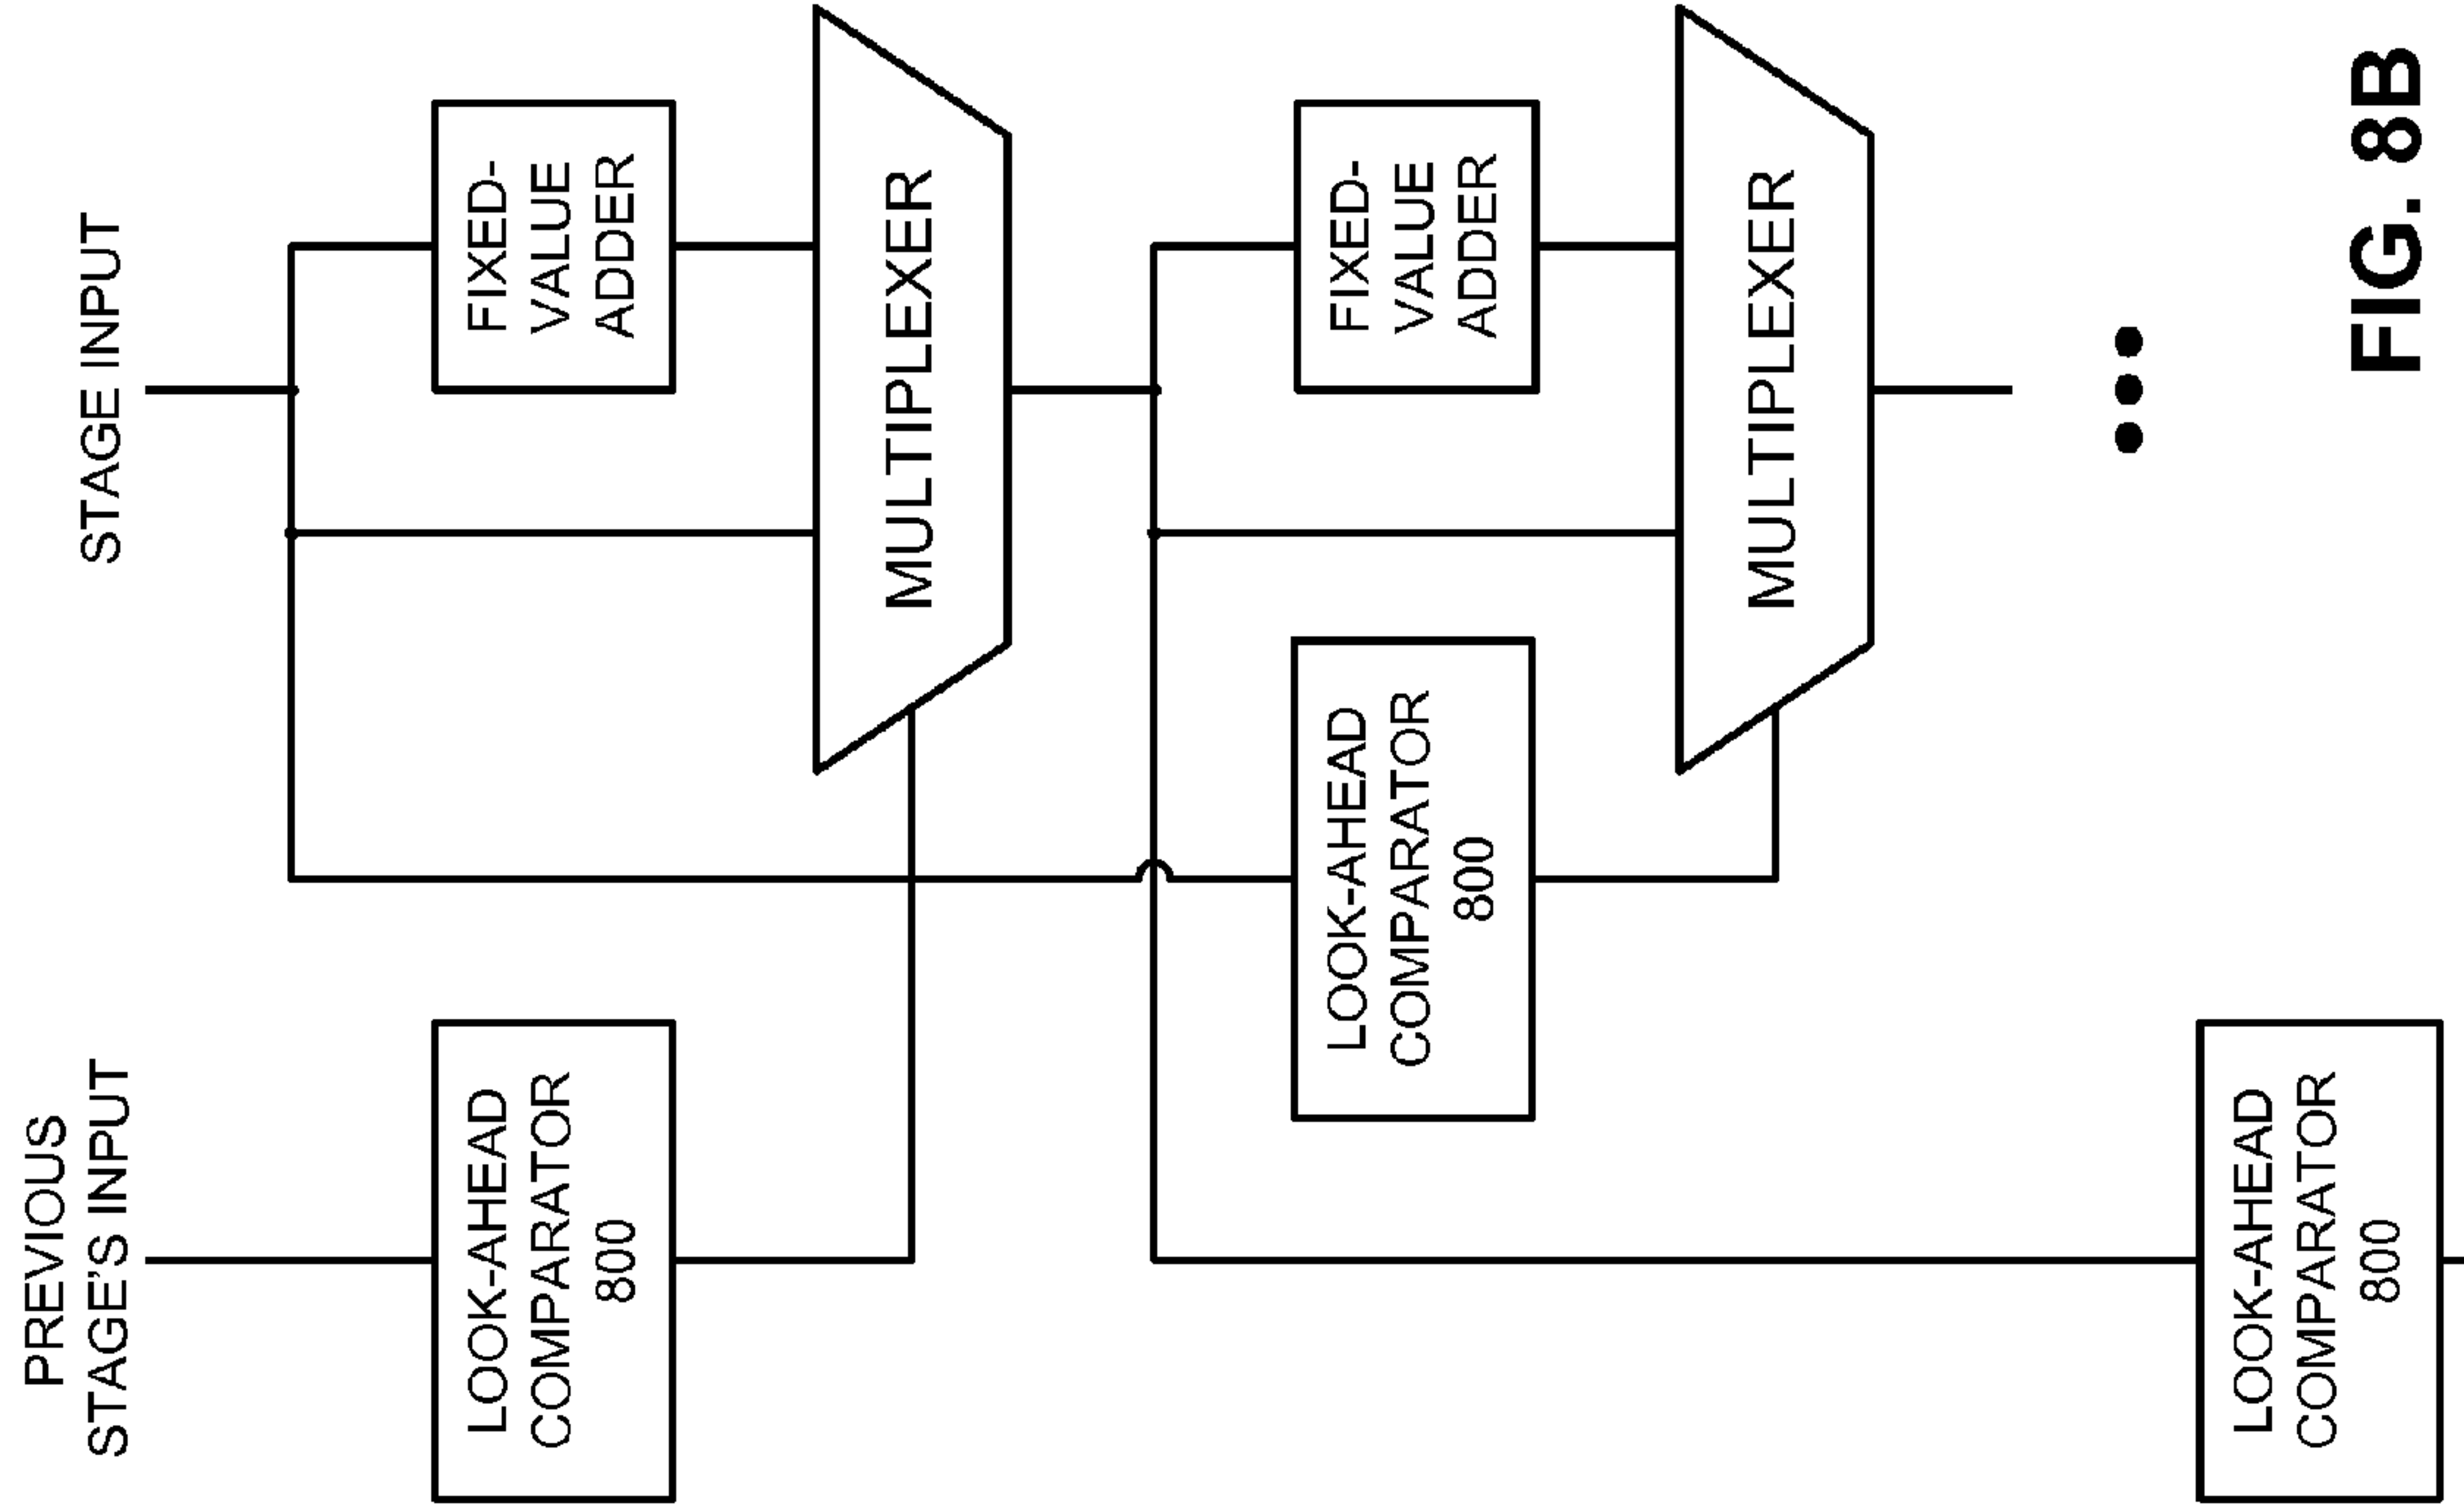 PREVIOUS
STAGE'S INPUT
STAGE INPUT
LOOK-AHEAD
COMPARATOR
800
FIXED-
VALUE
ADDER
MULTIPLEXER
LOOK-AHEAD
COMPARATOR
800
FIXED-
VALUE
ADDER
MULTIPLEXER
LOOK-AHEAD
COMPARATOR
800
FIG. 8B